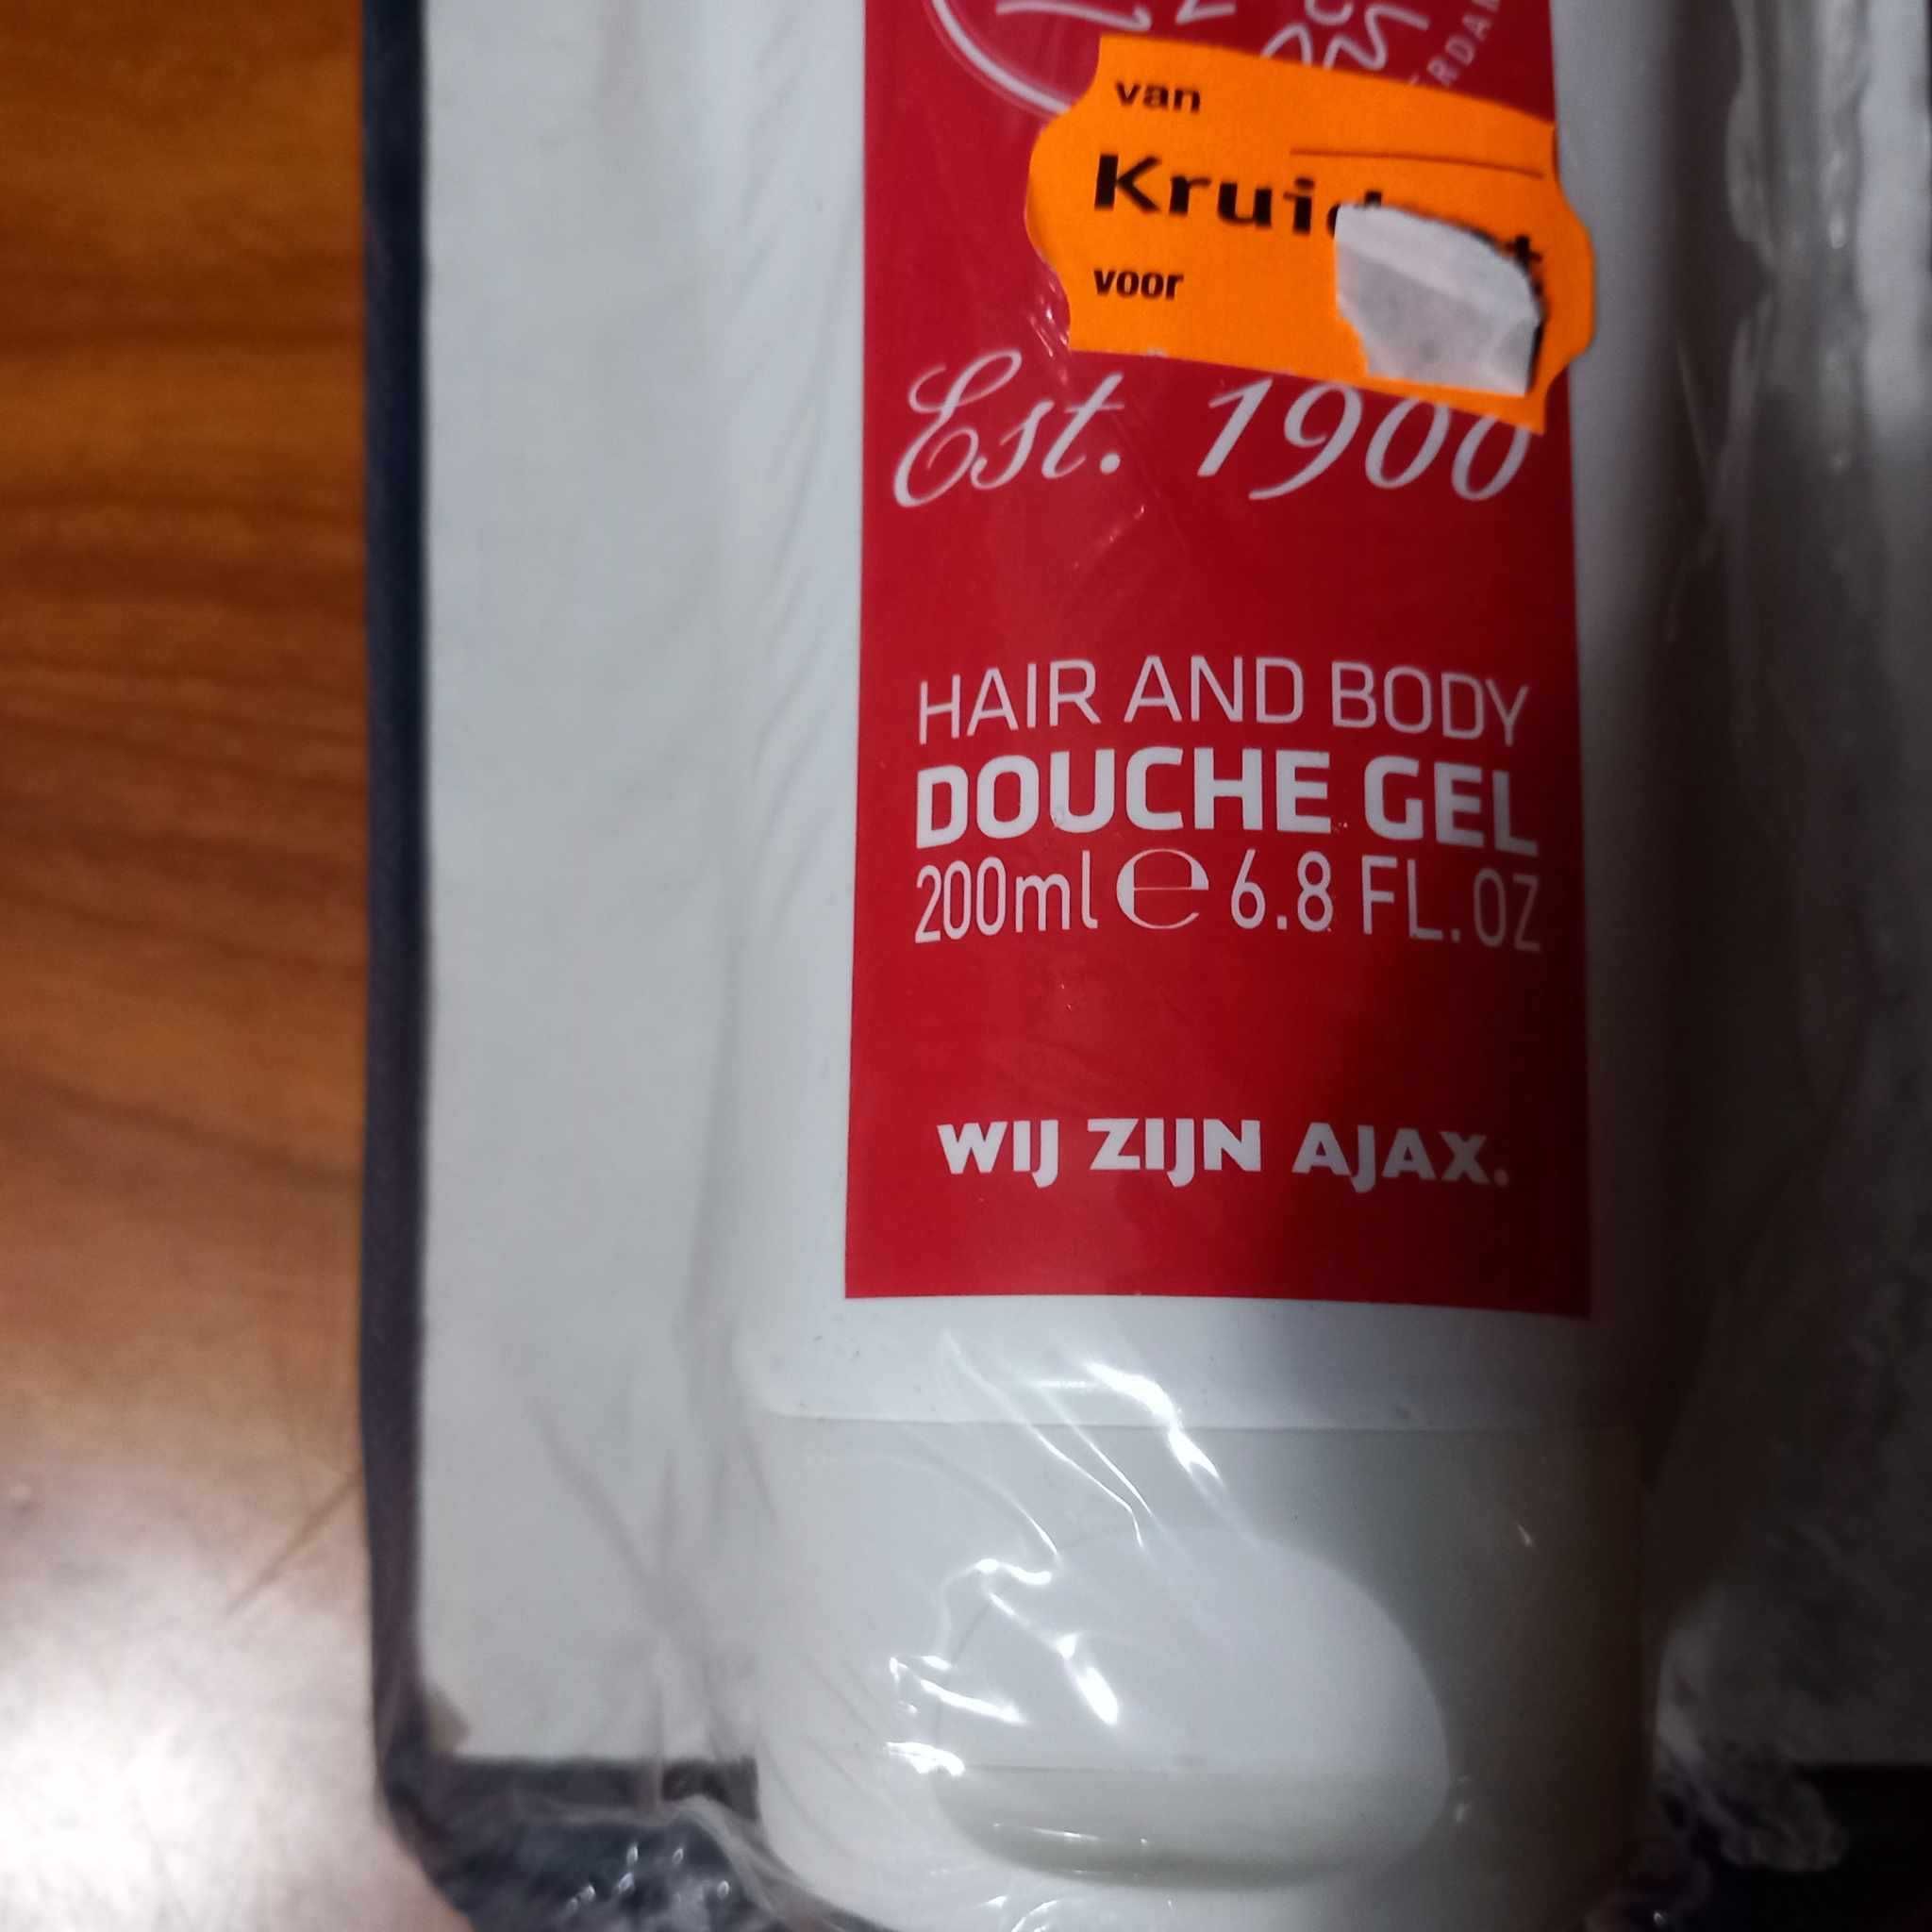 van
voor
Est. 1900
HAIR AND BODY
DOUCHE GEL
200ml e 6.8 FL. OZ
WIJ ZIJN AJAX.